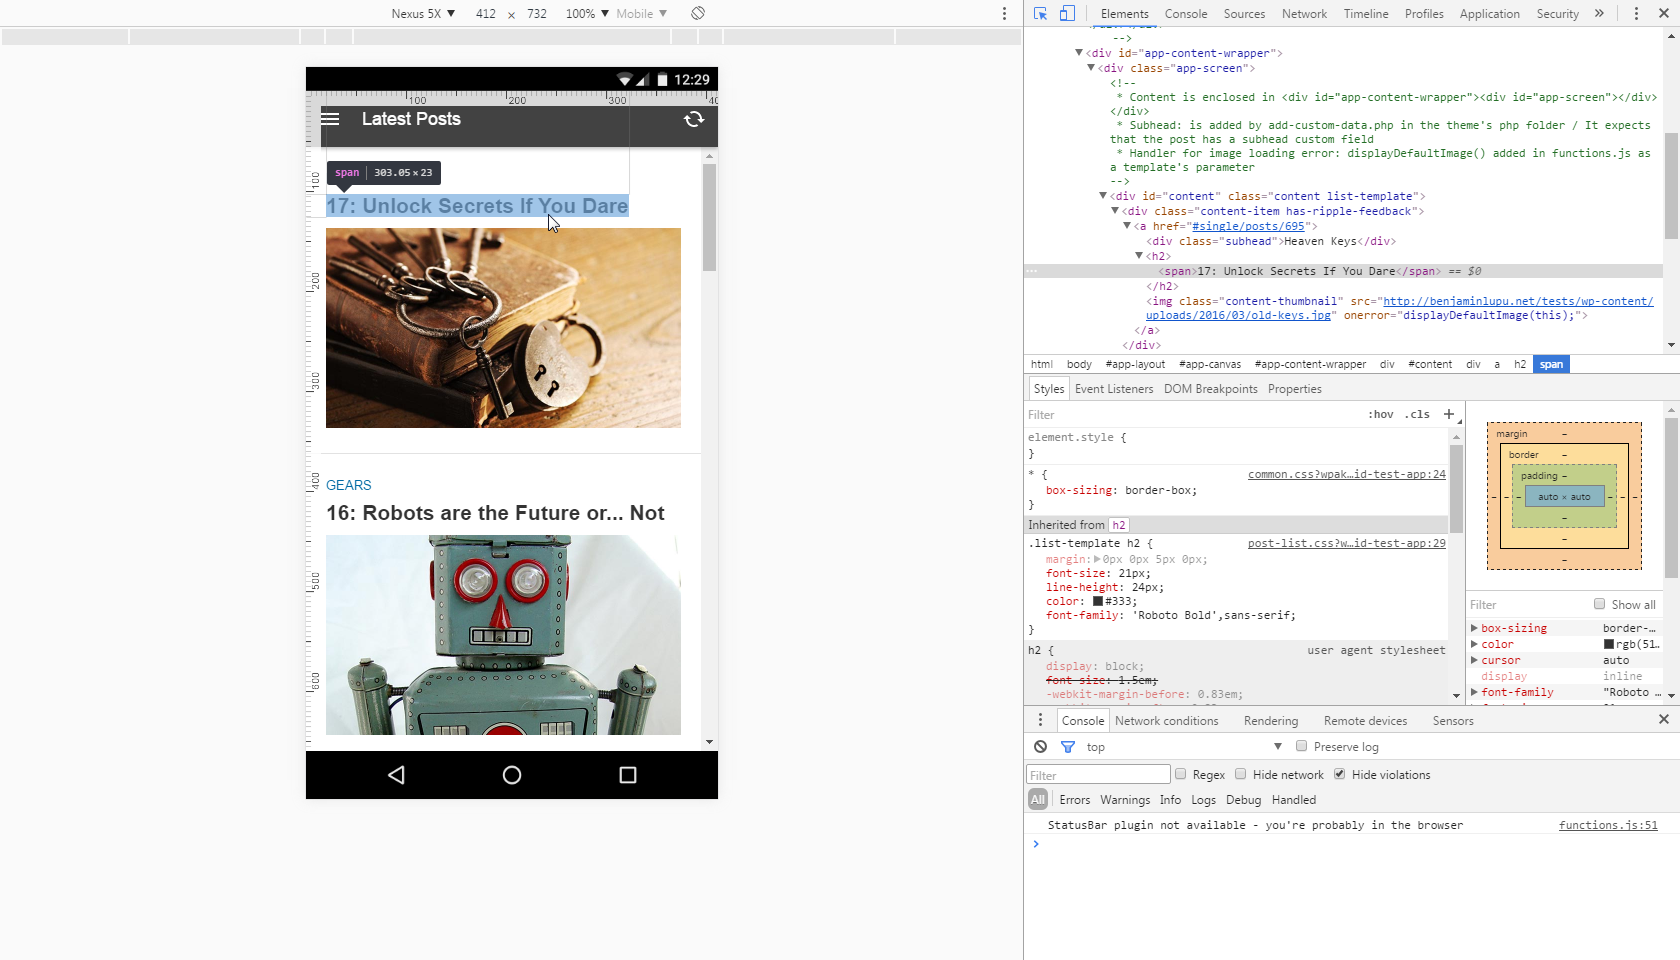 Nexus 5X ▼ 412 × 732 100% ▼ Mobile ▼
12:29
100 200 300 40
Latest Posts
span 303.05 × 23
17: Unlock Secrets If You Dare
100
200
300
400
500
600
GEARS
16: Robots are the Future or... Not
Elements Console Sources Network Timeline Profiles Application Security »
-->
▼<div id="app-content-wrapper">
▼<div class="app-screen">
<!--
* Content is enclosed in <div id="app-content-wrapper"><div id="app-screen"></div>
</div>
* Subhead: is added by add-custom-data.php in the theme's php folder / It expects
that the post has a subhead custom field
* Handler for image loading error: displayDefaultImage() added in functions.js as
a template's parameter
-->
▼<div id="content" class="content list-template">
▼<div class="content-item has-ripple-feedback">
▼<a href="#single/posts/695">
<div class="subhead">Heaven Keys</div>
▼<h2>
… <span>17: Unlock Secrets If You Dare</span> == $0
</h2>
<img class="content-thumbnail" src="http://benjaminlupu.net/tests/wp-content/
uploads/2016/03/old-keys.jpg" onerror="displayDefaultImage(this);">
</a>
</div>
html body #app-layout #app-canvas #app-content-wrapper div #content div a h2 span
Styles Event Listeners DOM Breakpoints Properties
Filter :hov .cls +
element.style {
}
* { common.css?wpak…id-test-app:24
box-sizing: border-box;
}
Inherited from h2
.list-template h2 { post-list.css?w…id-test-app:29
margin:▶0px 0px 5px 0px;
font-size: 21px;
line-height: 24px;
color: #333;
font-family: 'Roboto Bold',sans-serif;
}
h2 { user agent stylesheet
display: block;
font-size: 1.5em;
-webkit-margin-before: 0.83em;
margin –
border –
padding –
– – – auto × auto – – –
–
–
–
Filter Show all
▶ box-sizing border-…
▶ color rgb(51…
▶ cursor auto
display inline
▶ font-family "Roboto …
Console Network conditions Rendering Remote devices Sensors
top ▼ Preserve log
Filter Regex Hide network Hide violations
All Errors Warnings Info Logs Debug Handled
StatusBar plugin not available - you're probably in the browser functions.js:51
>